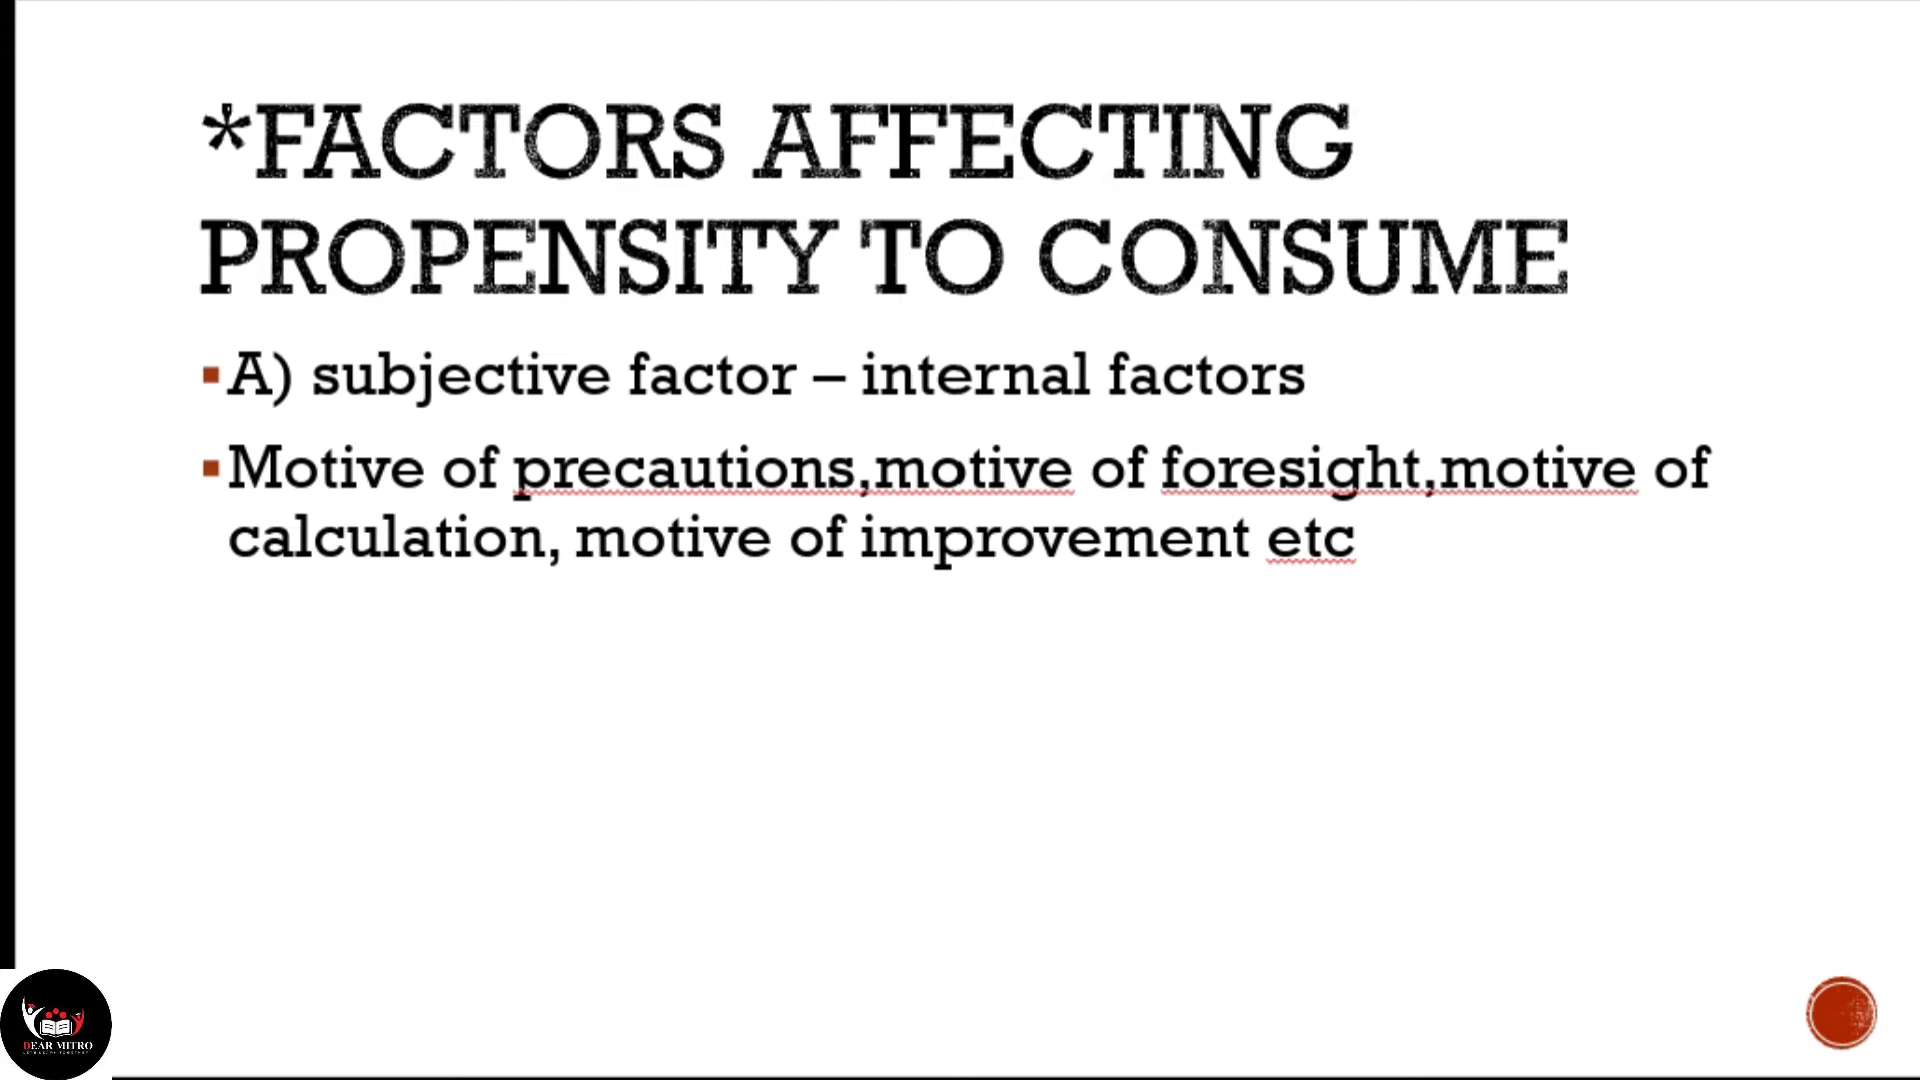 *FACTORS AFFECTING
PROPENSITY TO CONSUME
▪A) subjective factor – internal factors
▪Motive of precautions,motive of foresight,motive of
calculation, motive of improvement etc
DEAR MITRO